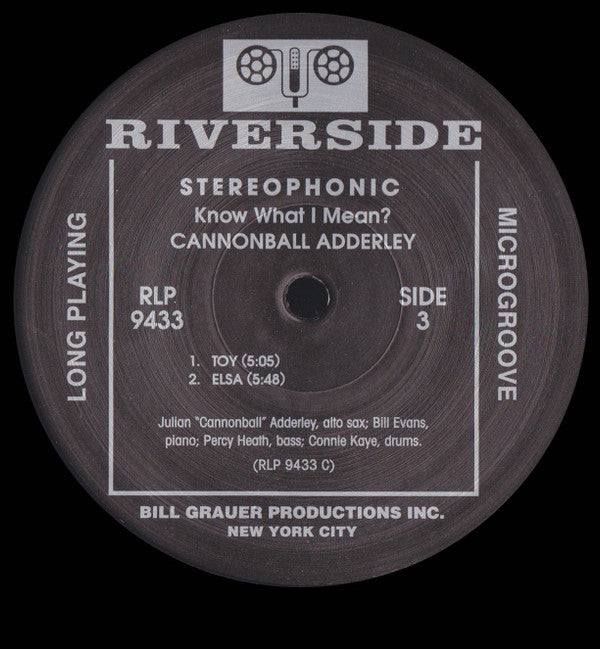 RIVERSIDE
STEREOPHONIC
Know What I Mean?
CANNONBALL ADDERLEY
LONG PLAYING
MICROGROOVE
RLP
9433
SIDE
3
1. TOY (5:05)
2. ELSA (5:48)
Julian "Cannonball" Adderley, alto sax; Bill Evans,
piano; Percy Heath, bass; Connie Kaye, drums.
(RLP 9433 C)
BILL GRAUER PRODUCTIONS INC.
NEW YORK CITY